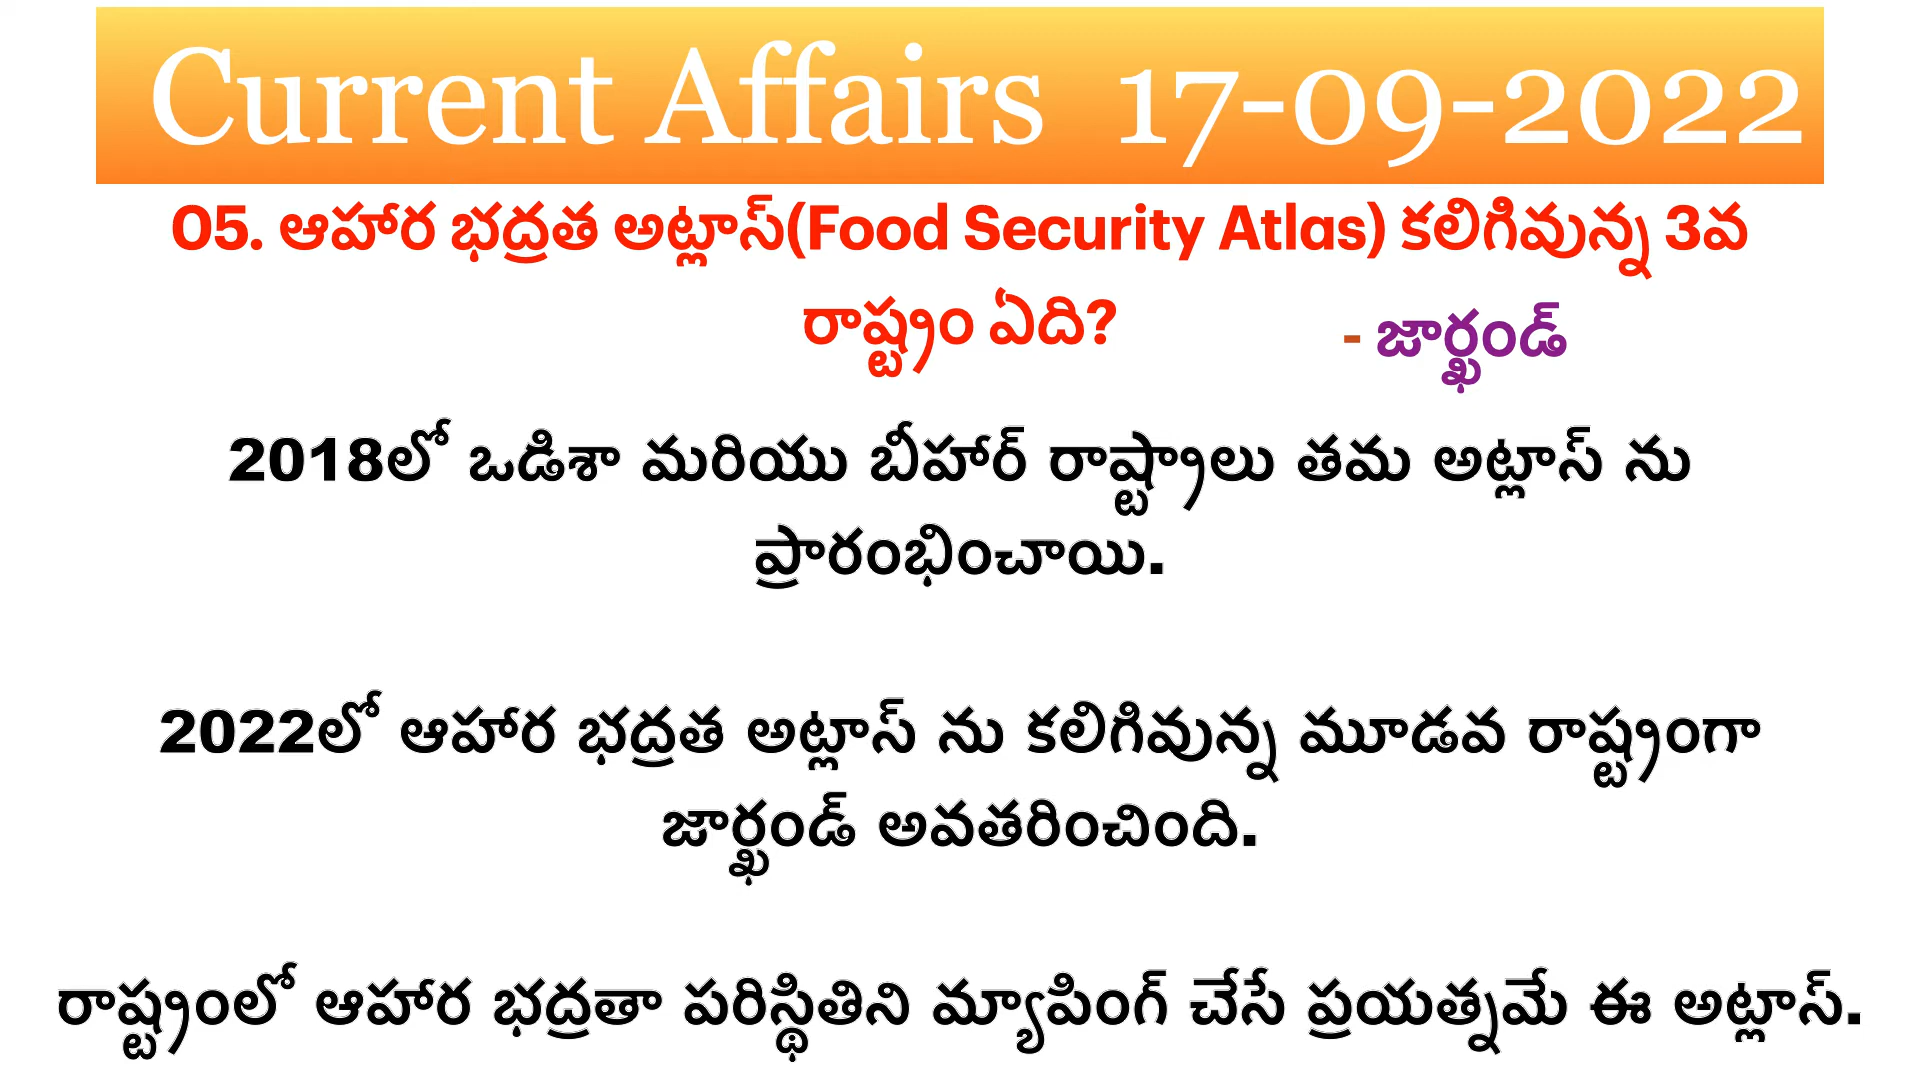 Current Affairs 17-09-2022
05. ఆహార భద్రత అట్లాస్(Food Security Atlas) కలిగివున్న 3వ
రాష్ట్రం ఏది? - జార్ఖండ్
2018లో ఒడిశా మరియు బీహార్ రాష్ట్రాలు తమ అట్లాస్ ను
ప్రారంభించాయి.
2022లో ఆహార భద్రత అట్లాస్ ను కలిగివున్న మూడవ రాష్ట్రంగా
జార్ఖండ్ అవతరించింది.
రాష్ట్రంలో ఆహార భద్రతా పరిస్థితిని మ్యాపింగ్ చేసే ప్రయత్నమే ఈ అట్లాస్.